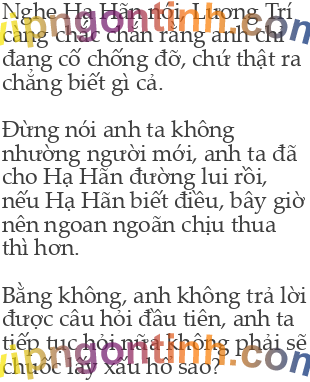 Nghe Hạ Hãn nói, Lương Trí
càng chắc chắn rằng anh chỉ
đang cố chống đỡ, chứ thật ra
chẳng biết gì cả.

Đừng nói anh ta không
nhường người mới, anh ta đã
cho Hạ Hãn đường lui rồi,
nếu Hạ Hãn biết điều, bây giờ
nên ngoan ngoãn chịu thua
thì hơn.

Bằng không, anh không trả lời
được câu hỏi đầu tiên, anh ta
tiếp tục hỏi nữa không phải sẽ
chuốc lấy xấu hổ sao?
vipngontinh.com
vipngontinh.com